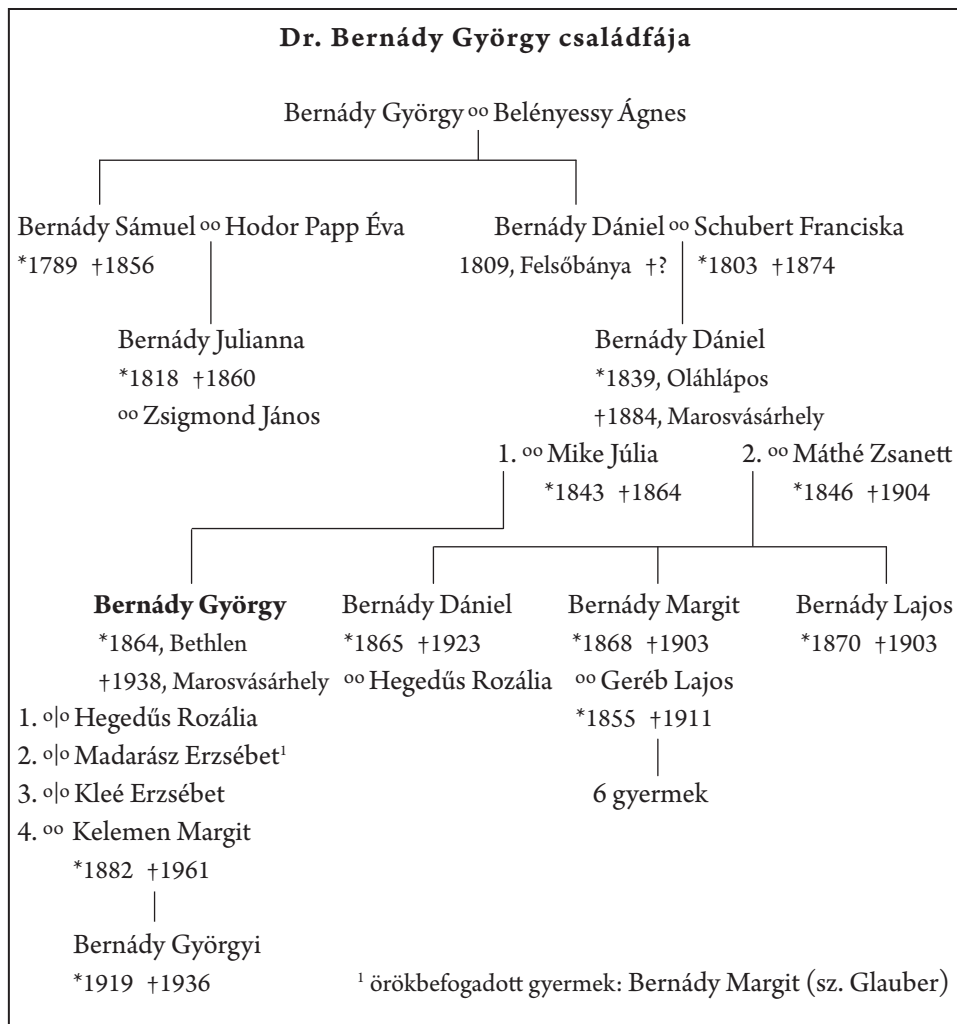 Dr. Bernády György családfája
Bernády György oo Belényessy Ágnes
Bernády Sámuel oo Hodor Papp Éva
*1789 †1856
Bernády Dániel oo Schubert Franciska
1809, Felsőbánya †? *1803 †1874
Bernády Julianna
*1818 †1860
oo Zsigmond János
Bernády Dániel
*1839, Oláhlápos
†1884, Marosvásárhely
1. oo Mike Júlia
*1843 †1864
2. oo Máthé Zsanett
*1846 †1904
Bernády György
*1864, Bethlen
†1938, Marosvásárhely
1. o|o Hegedűs Rozália
2. o|o Madarász Erzsébet¹
3. o|o Kleé Erzsébet
4. oo Kelemen Margit
*1882 †1961
Bernády Györgyi
*1919 †1936
Bernády Dániel
*1865 †1923
oo Hegedűs Rozália
Bernády Margit
*1868 †1903
oo Geréb Lajos
*1855 †1911
6 gyermek
Bernády Lajos
*1870 †1903
¹ örökbefogadott gyermek: Bernády Margit (sz. Glauber)